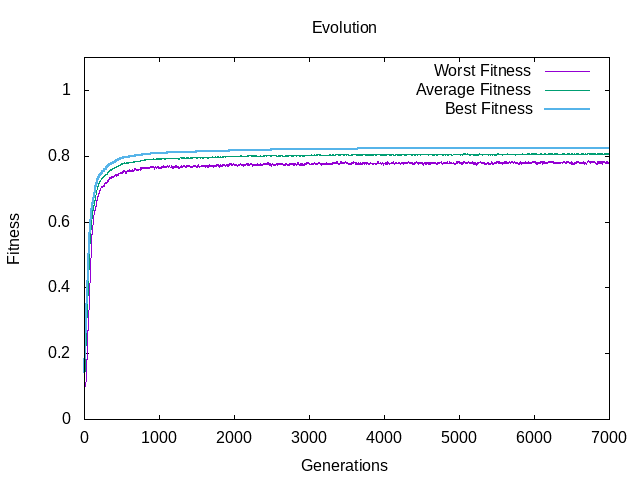 Evolution
Worst Fitness
Average Fitness
Best Fitness
1
0.8
0.6
0.4
0.2
0
Fitness
0 1000 2000 3000 4000 5000 6000 7000
Generations